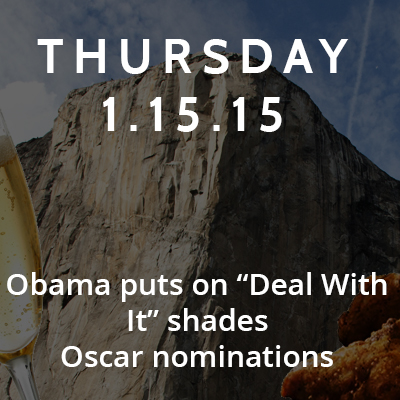 THURSDAY
1.15.15
Obama puts on “Deal With
It” shades
Oscar nominations